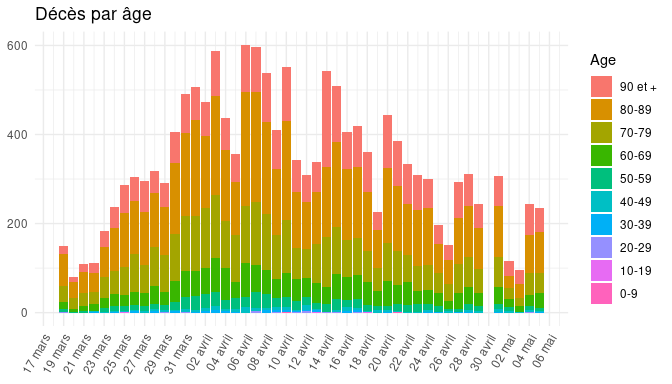 Décès par âge
600
400
200
0
17 mars
19 mars
21 mars
23 mars
25 mars
27 mars
29 mars
31 mars
02 avril
04 avril
06 avril
08 avril
10 avril
12 avril
14 avril
16 avril
18 avril
20 avril
22 avril
24 avril
26 avril
28 avril
30 avril
02 mai
04 mai
06 mai
Age
90 et +
80-89
70-79
60-69
50-59
40-49
30-39
20-29
10-19
0-9